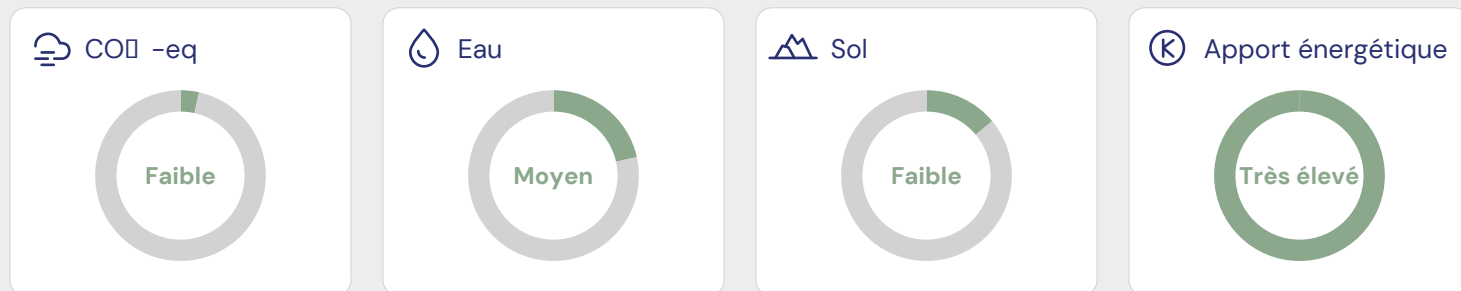 CO▯ -eq
Faible
Eau
Moyen
Sol
Faible
Apport énergétique
Très élevé